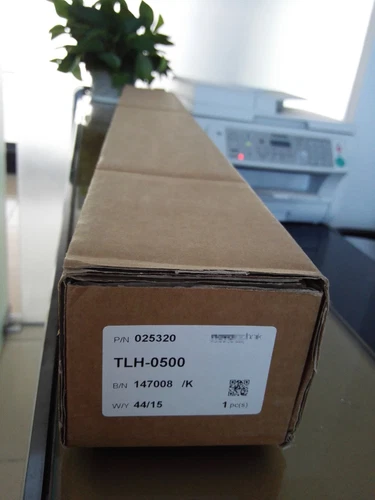 P/N 025320
TLH-0500
B/N 147008 /K
W/Y 44/15
1 pc(s)